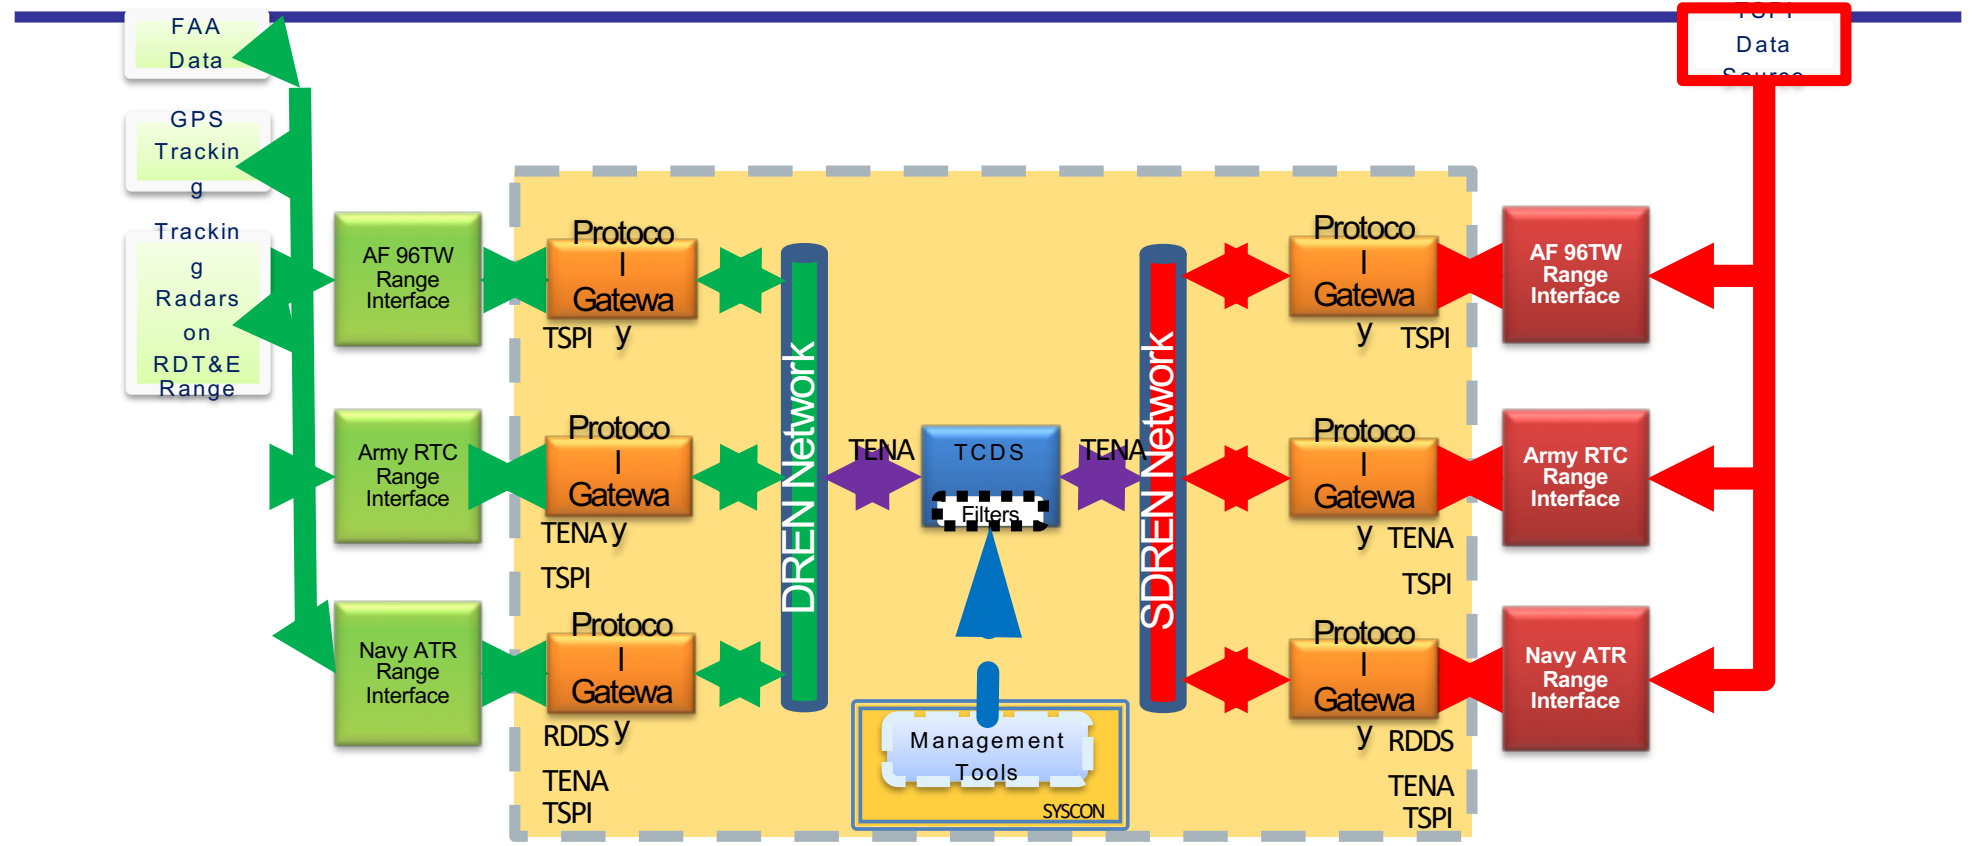 FAA
Data
GPS
Trackin
g
Trackin
g
Radars
on
RDT&E
Range
AF 96TW
Range
Interface
Army RTC
Range
Interface
Navy ATR
Range
Interface
Protoco
l
Gatewa
y
TSPI
Protoco
l
Gatewa
y
TENA
TSPI
Protoco
l
Gatewa
y
RDDS
TENA
TSPI
DREN Network
TENA
TCDS
Filters
TENA
Management
Tools
SYSCON
SDREN Network
Protoco
l
Gatewa
y
TSPI
Protoco
l
Gatewa
y
TENA
TSPI
Protoco
l
Gatewa
y
RDDS
TENA
TSPI
TSPI
Data
Source
AF 96TW
Range
Interface
Army RTC
Range
Interface
Navy ATR
Range
Interface